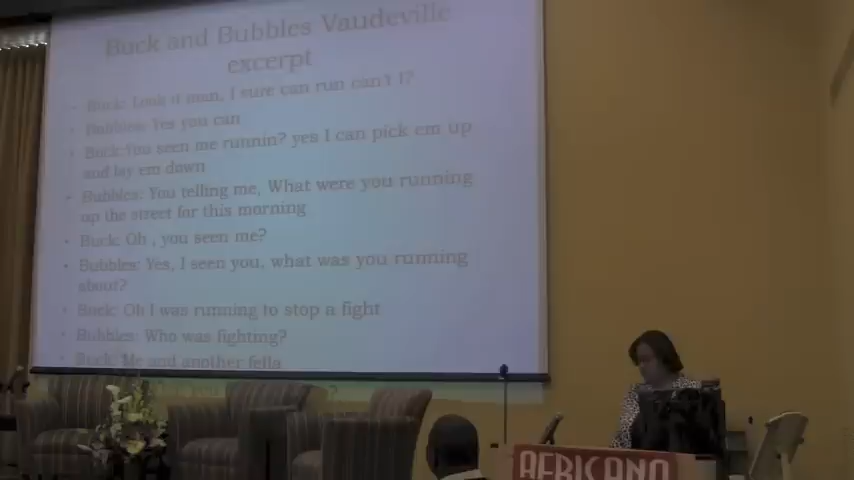 Buck and Bubbles Vaudeville
excerpt
Buck: Look it man, I sure can run can't I?
Bubbles: Yes you can
Buck:You seen me runnin? yes I can pick em up
and lay em down
Bubbles: You telling me, What were you running
up the street for this morning
Buck: Oh , you seen me?
Bubbles: Yes, I seen you, what was you running
about?
Buck: Oh I was running to stop a fight
Bubbles: Who was fighting?
Buck: Me and another fella
AFRICANO